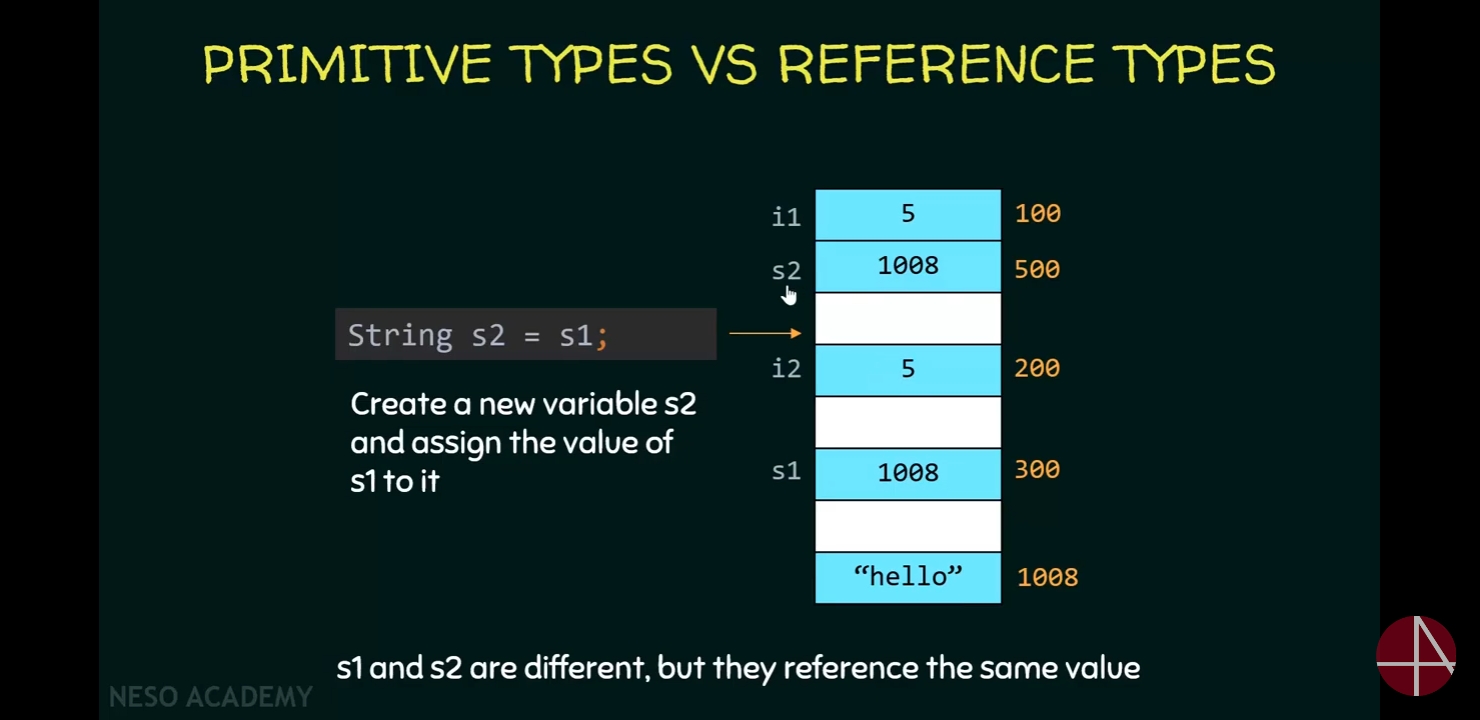 PRIMITIVE TYPES VS REFERENCE TYPES
i1 5 100
s2 1008 500
String s2 = s1;
i2 5 200
Create a new variable s2
and assign the value of
s1 to it
s1 1008 300
“hello” 1008
s1 and s2 are different, but they reference the same value
NESO ACADEMY